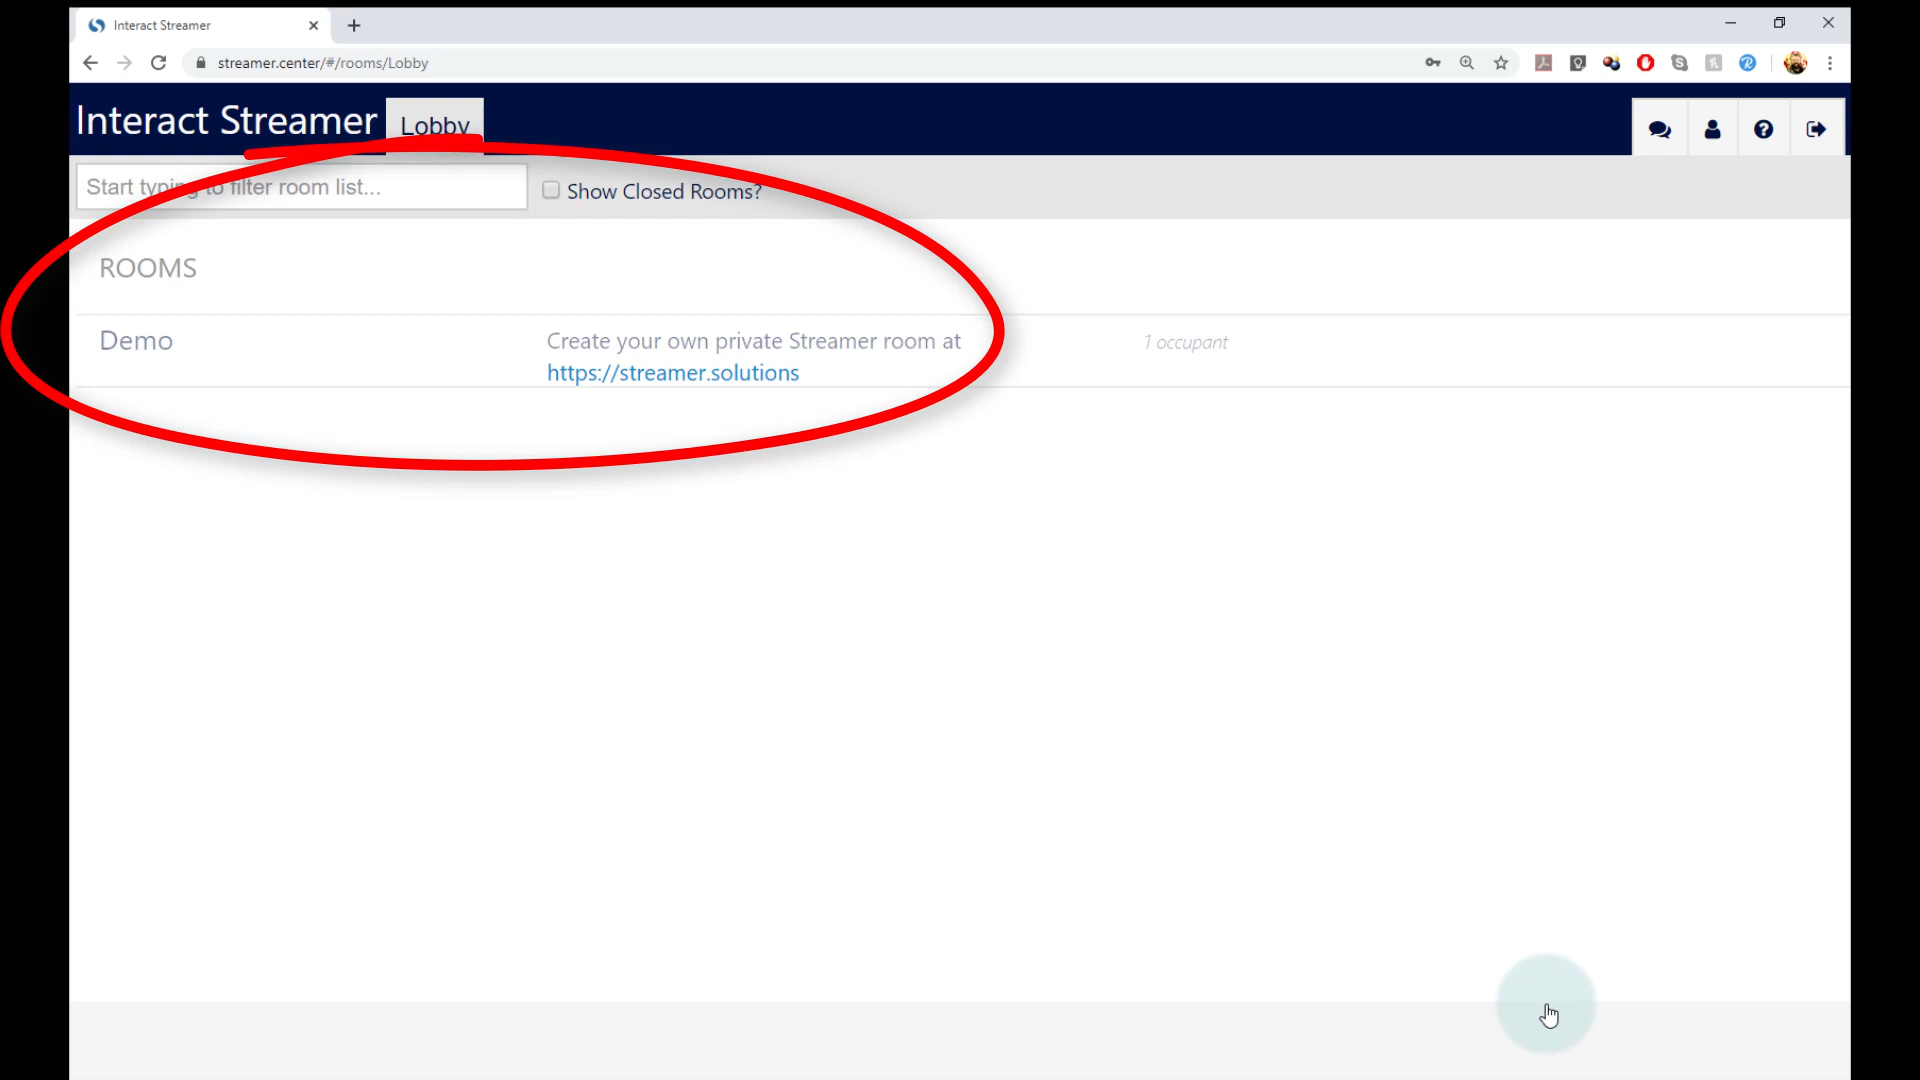 Interact Streamer
streamer.center/#/rooms/Lobby
Interact Streamer
Lobby
Start typing to filter room list...
Show Closed Rooms?
ROOMS
Demo
Create your own private Streamer room at
https://streamer.solutions
1 occupant